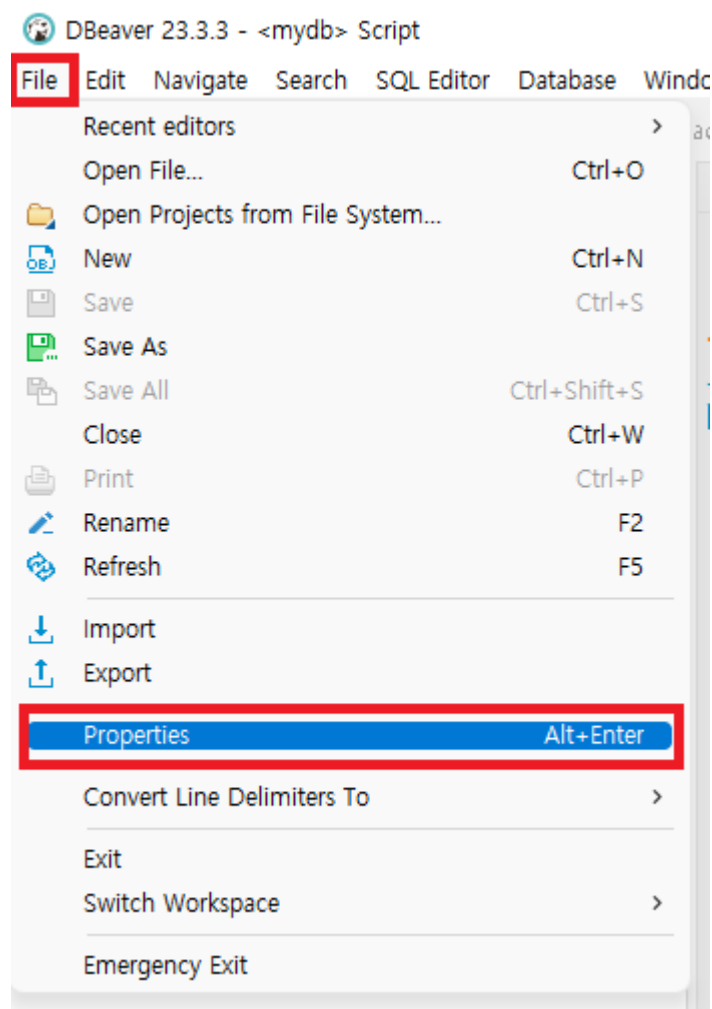 DBeaver 23.3.3 - <mydb> Script
File Edit Navigate Search SQL Editor Database Windo
Recent editors
Open File... Ctrl+O
Open Projects from File System...
OBJ New Ctrl+N
Save Ctrl+S
Save As
Save All Ctrl+Shift+S
Close Ctrl+W
Print Ctrl+P
Rename F2
Refresh F5
Import
Export
Properties Alt+Enter
Convert Line Delimiters To
Exit
Switch Workspace
Emergency Exit